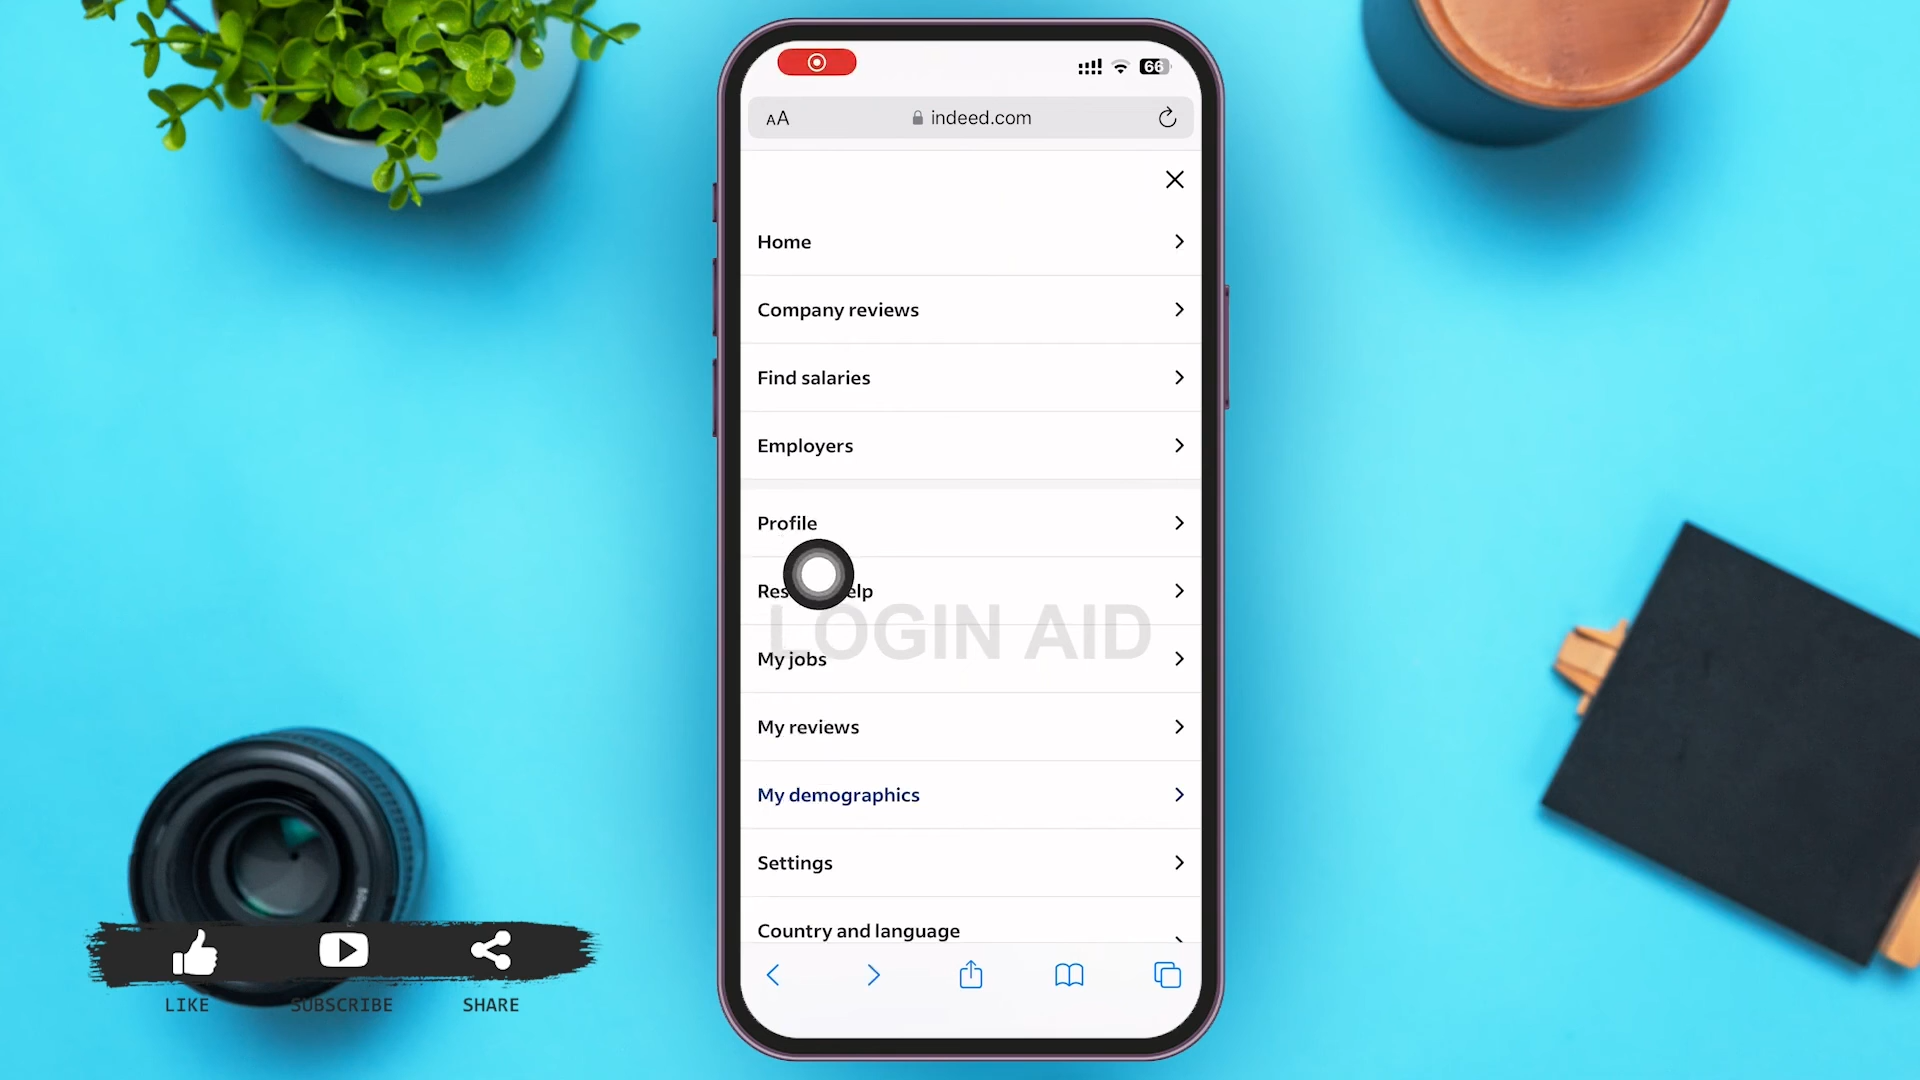 66
AA indeed.com
Home
Company reviews
Find salaries
Employers
Profile
Res elp
LOGIN AID
My jobs
My reviews
My demographics
Settings
Country and language
LIKE SUBSCRIBE SHARE